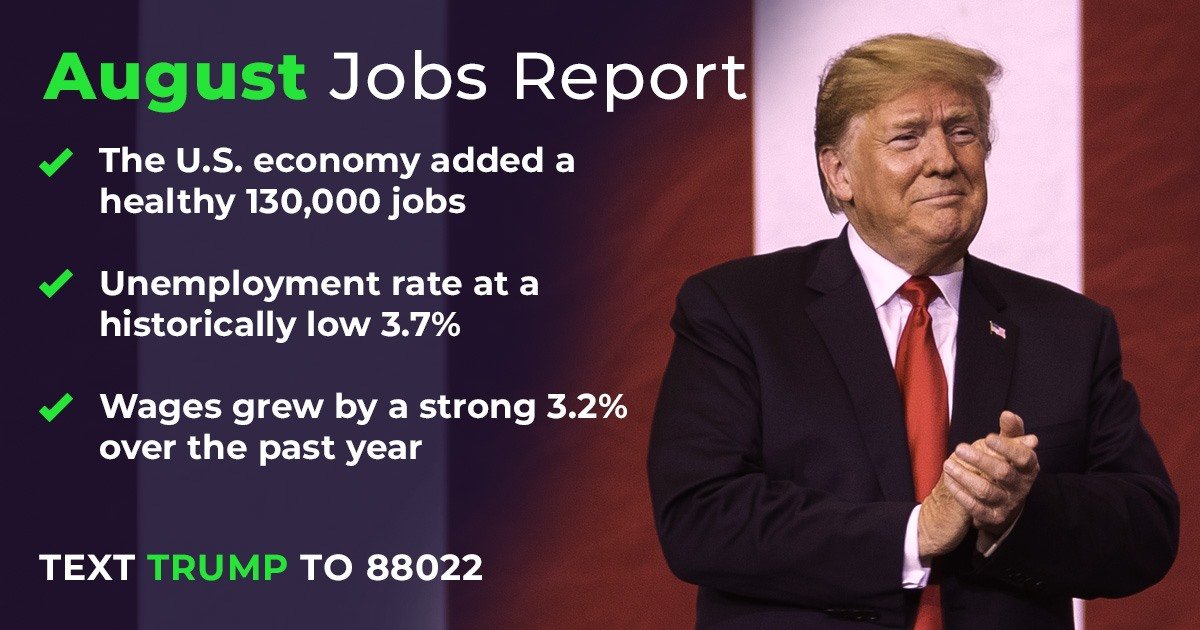 August Jobs Report
The U.S. economy added a
healthy 130,000 jobs
Unemployment rate at a
historically low 3.7%
Wages grew by a strong 3.2%
over the past year
TEXT TRUMP TO 88022